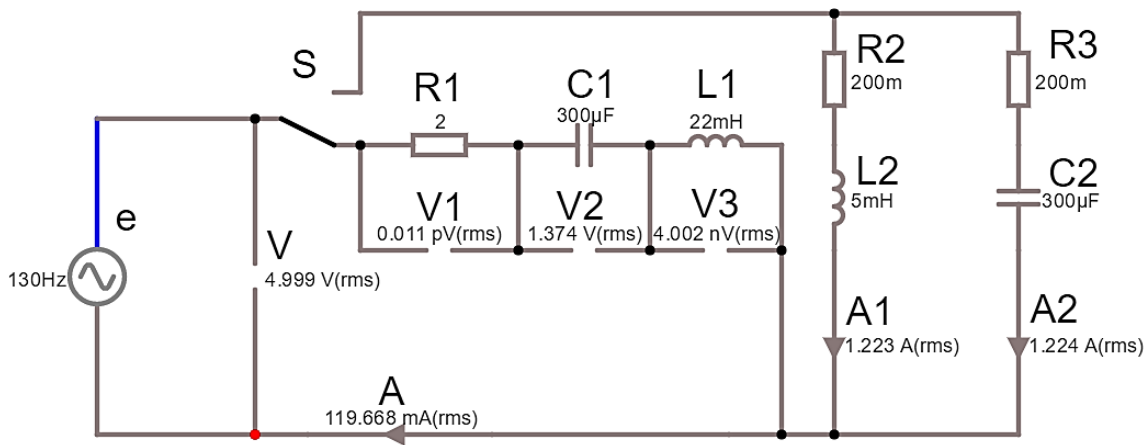 S
R2
200m
R3
200m
R1
2
C1
300µF
L1
22mH
L2
5mH
C2
300µF
e
130Hz
V
4.999 V(rms)
V1
0.011 pV(rms)
V2
1.374 V(rms)
V3
4.002 nV(rms)
A1
1.223 A(rms)
A2
1.224 A(rms)
A
119.668 mA(rms)